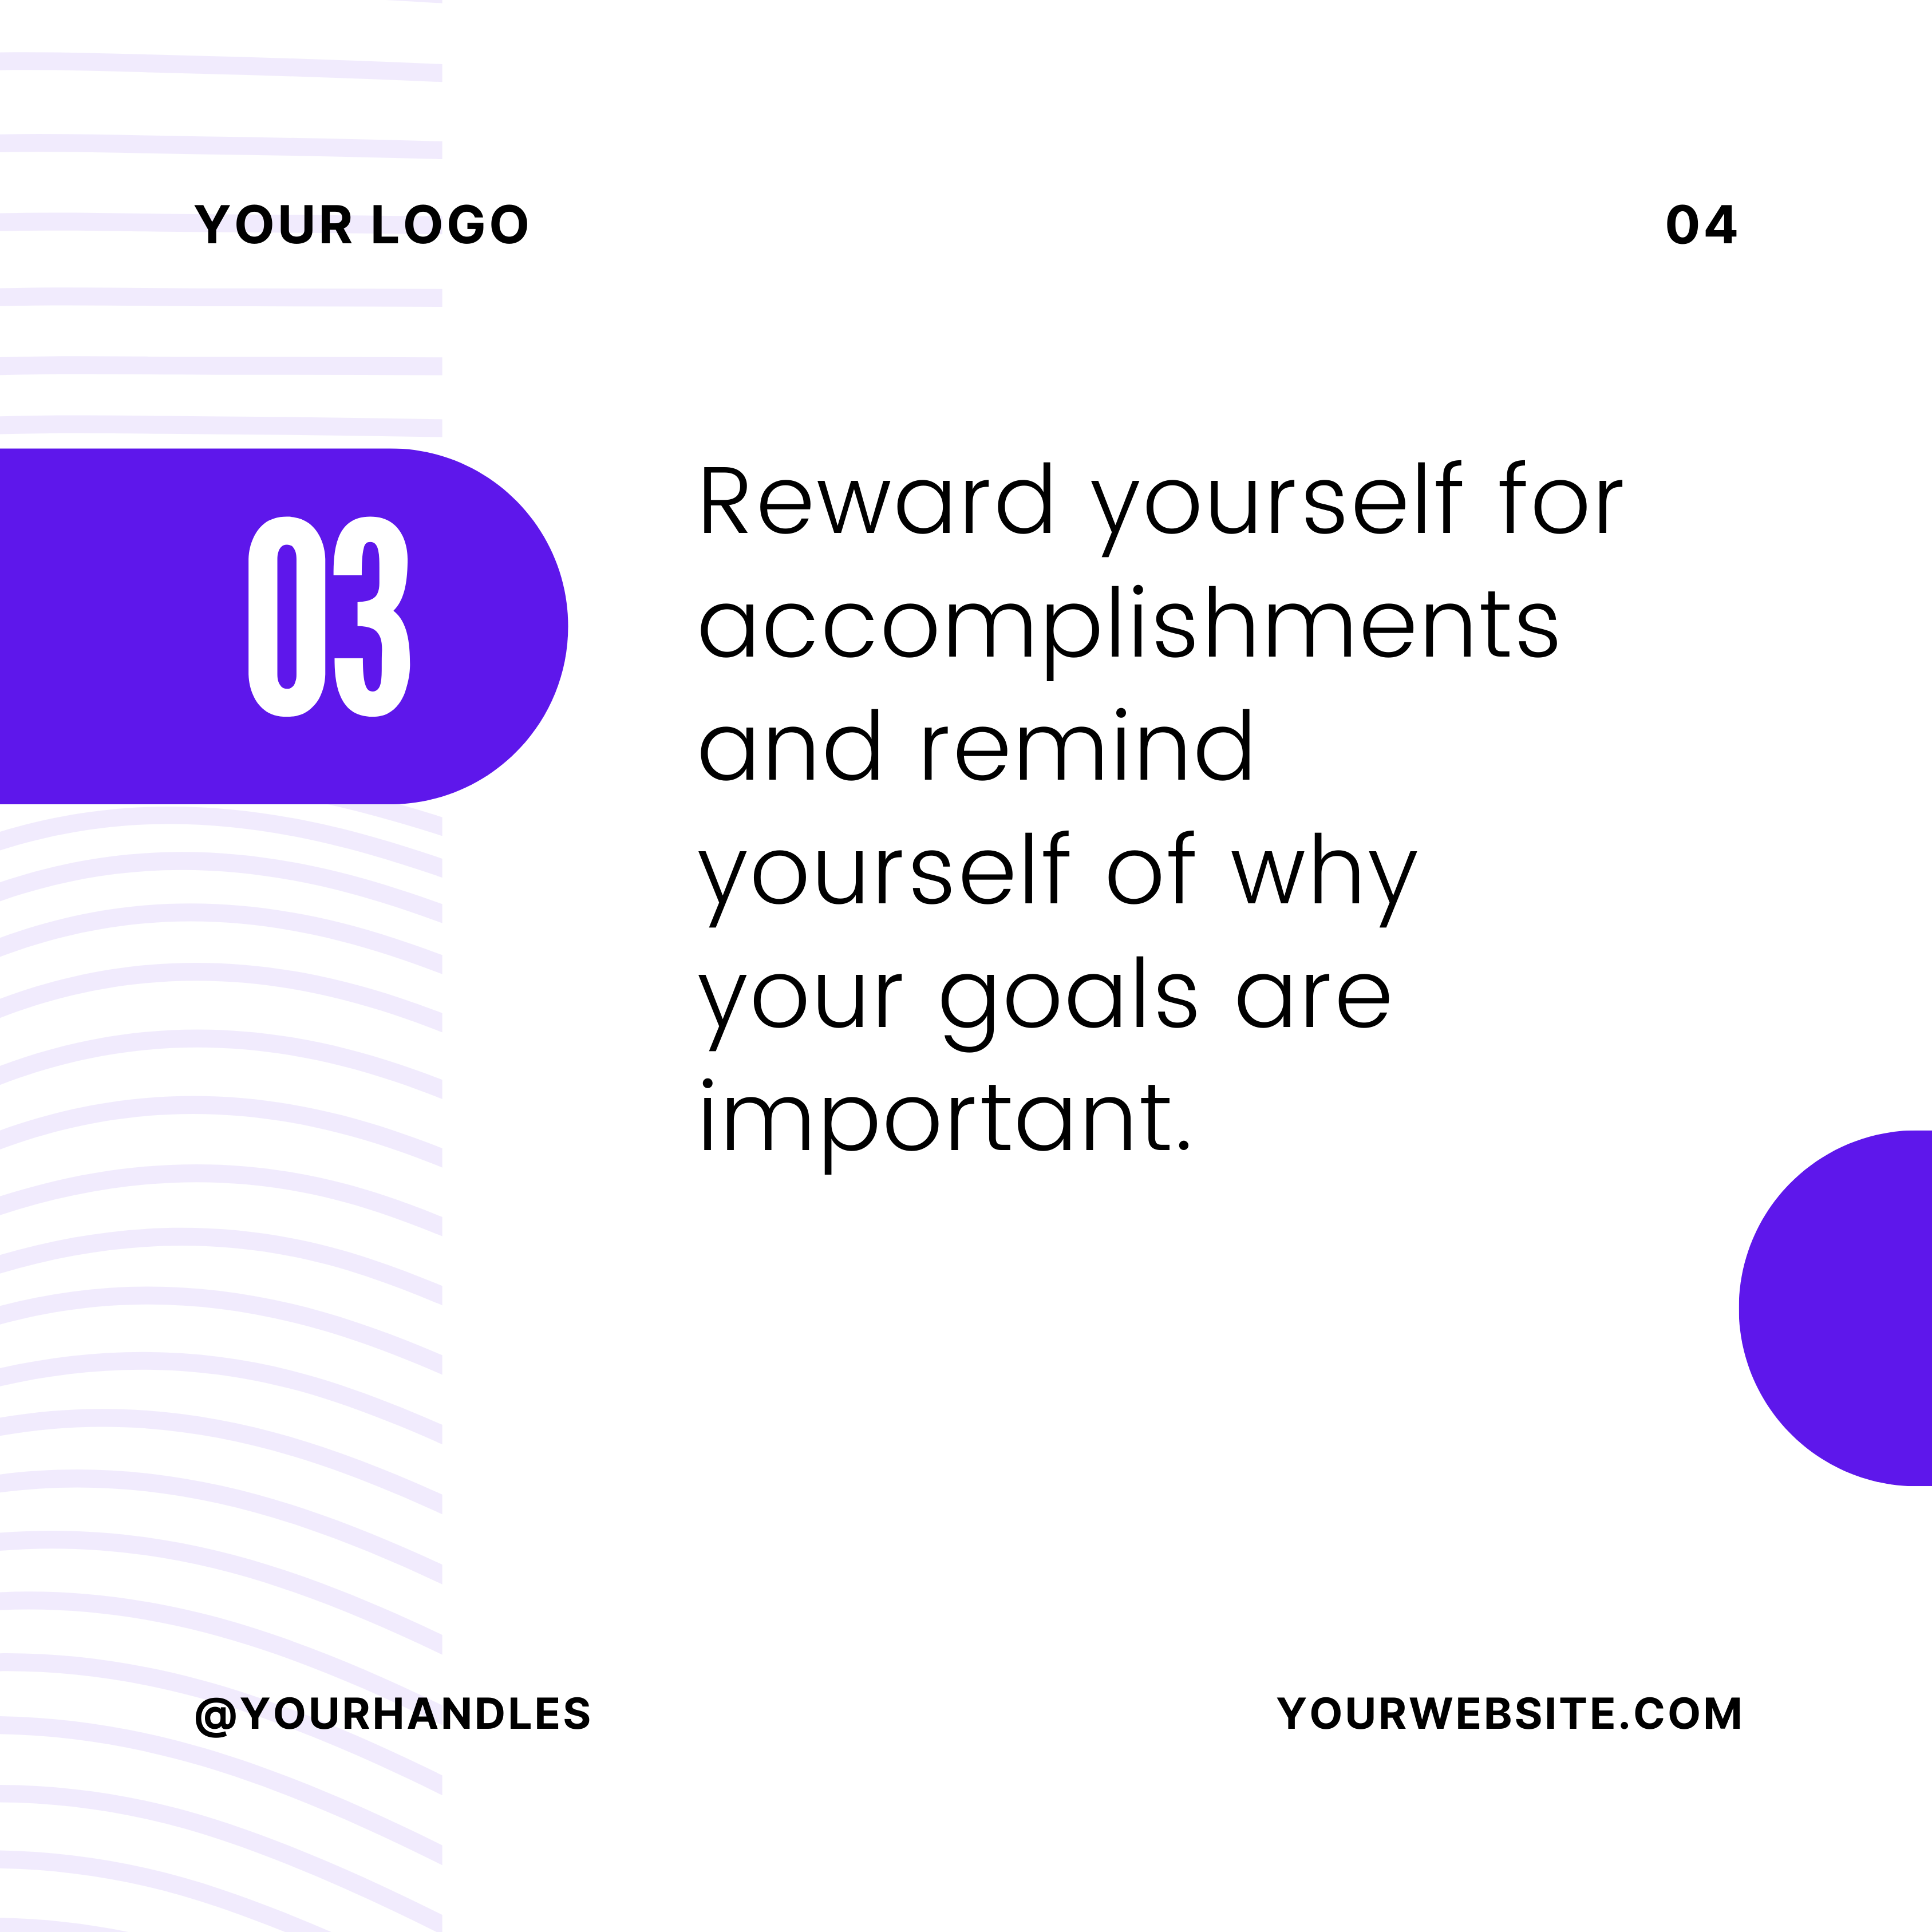 YOUR LOGO
04
03
Reward yourself for
accomplishments
and remind
yourself of why
your goals are
important.
@YOURHANDLES
YOURWEBSITE.COM